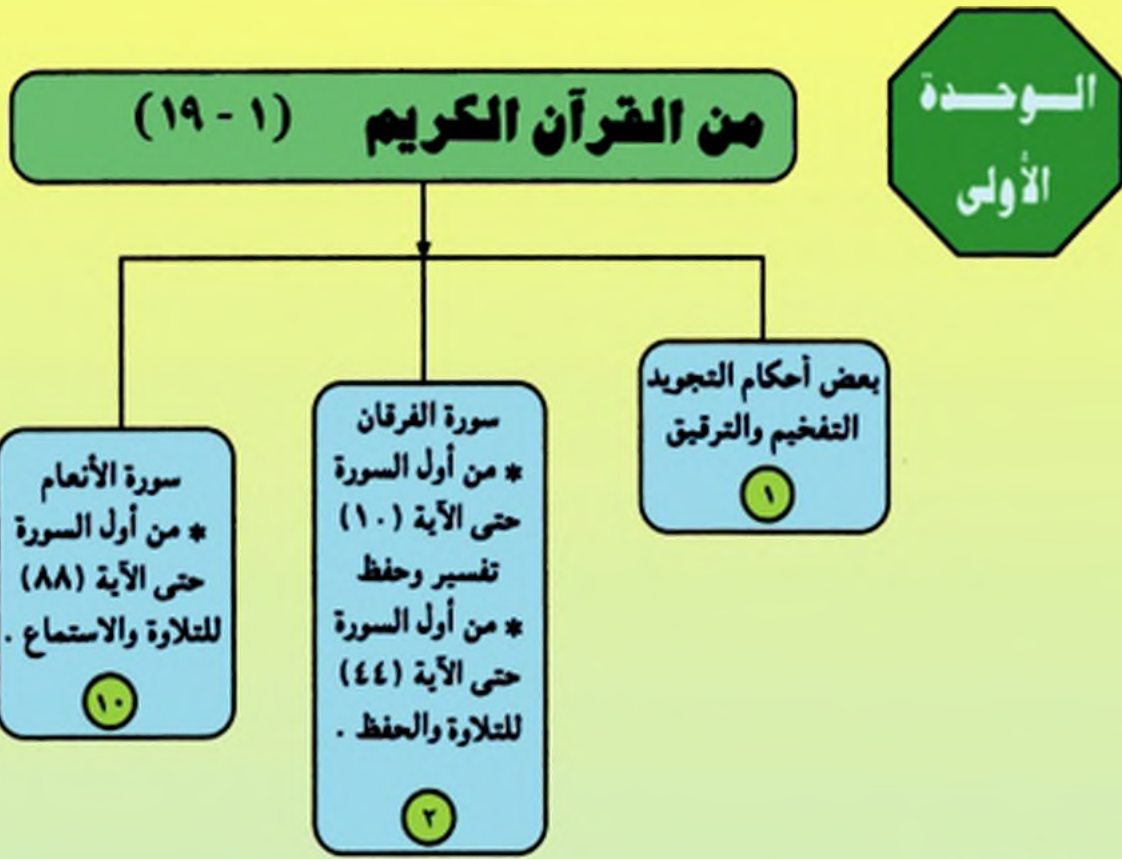 الـوحـدة
الأولى
من القرآن الكريم (١ - ١٩)
بعض أحكام التجويد
التفخيم والترقيق
١
سورة الفرقان
* من أول السورة
حتى الآية (١٠)
تفسير وحفظ
* من أول السورة
حتى الآية (٤٤)
للتلاوة والحفظ .
٢
سورة الأنعام
* من أول السورة
حتى الآية (٨٨)
للتلاوة والاستماع .
١٠